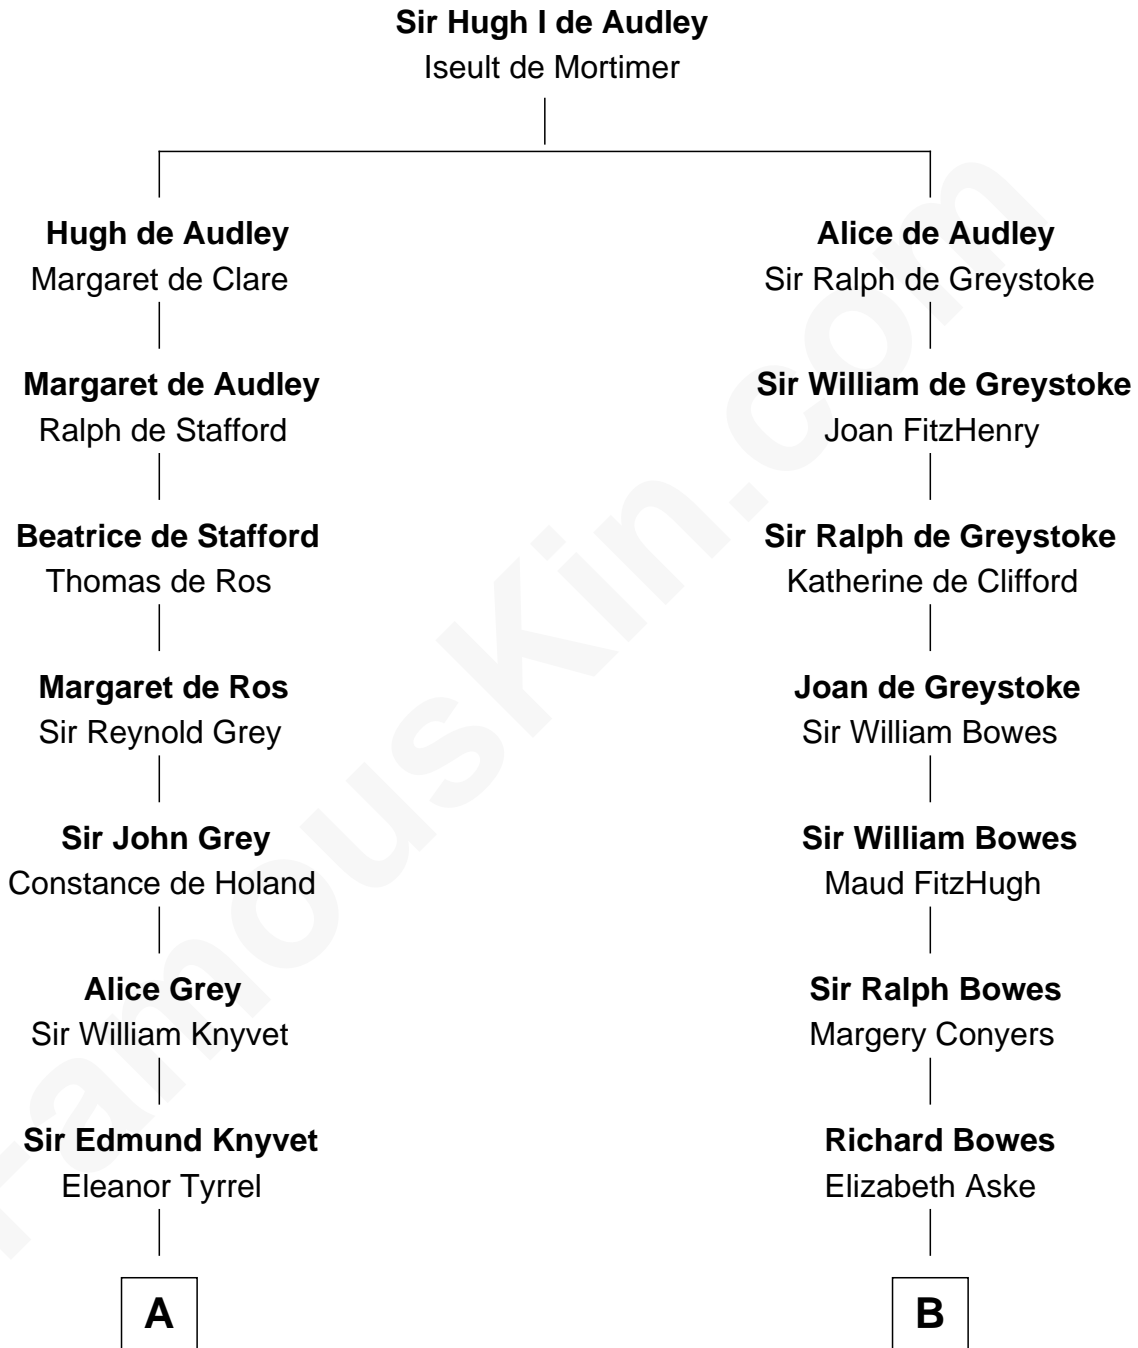 Sir Hugh I de Audley
Iseult de Mortimer
Hugh de Audley
Margaret de Clare
Margaret de Audley
Ralph de Stafford
Beatrice de Stafford
Thomas de Ros
Margaret de Ros
Sir Reynold Grey
Sir John Grey
Constance de Holand
Alice Grey
Sir William Knyvet
Sir Edmund Knyvet
Eleanor Tyrrel
A
Alice de Audley
Sir Ralph de Greystoke
Sir William de Greystoke
Joan FitzHenry
Sir Ralph de Greystoke
Katherine de Clifford
Joan de Greystoke
Sir William Bowes
Sir William Bowes
Maud FitzHugh
Sir Ralph Bowes
Margery Conyers
Richard Bowes
Elizabeth Aske
B
FamousKin.com